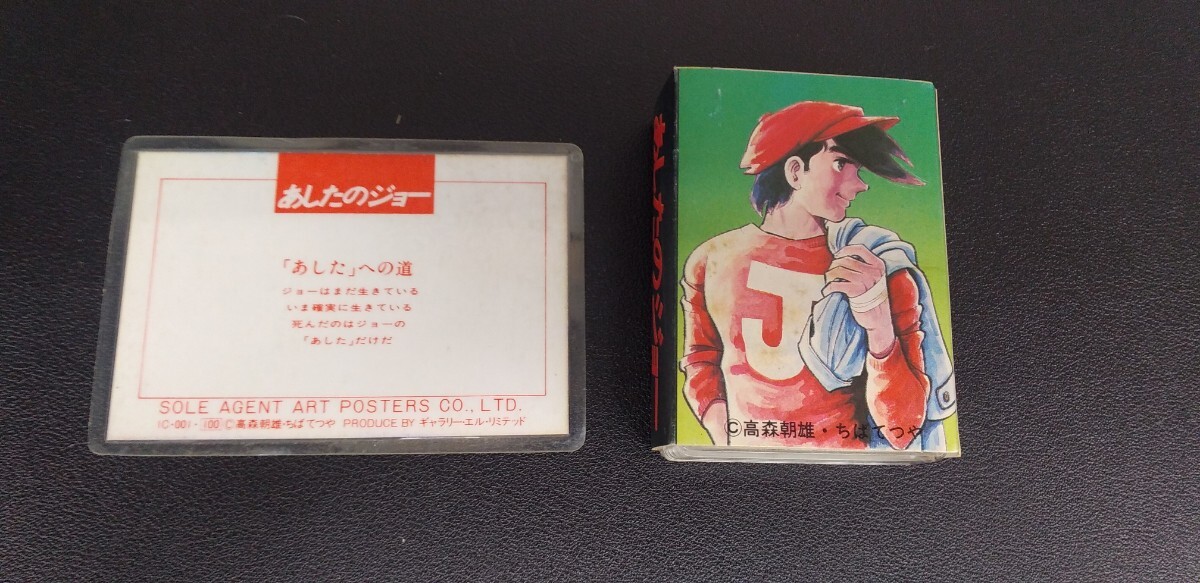 あしたのジョー
「あした」への道
ジョーはまだ生きている
いま確実に生きている
死んだのはジョーの
「あした」だけだ
SOLE AGENT ART POSTERS CO., LTD.
IC-001-100 ©高森朝雄・ちばてつや PRODUCE BY ギャラリー・エル・リミテッド
あしたのジョー
J
©高森朝雄・ちばてつや